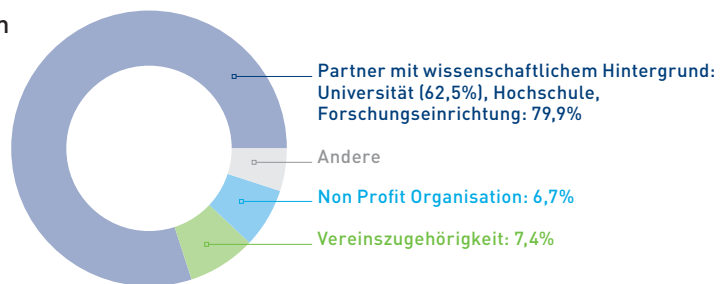 n
Partner mit wissenschaftlichem Hintergrund:
Universität (62,5%), Hochschule,
Forschungseinrichtung: 79,9%
Andere
Non Profit Organisation: 6,7%
Vereinszugehörigkeit: 7,4%